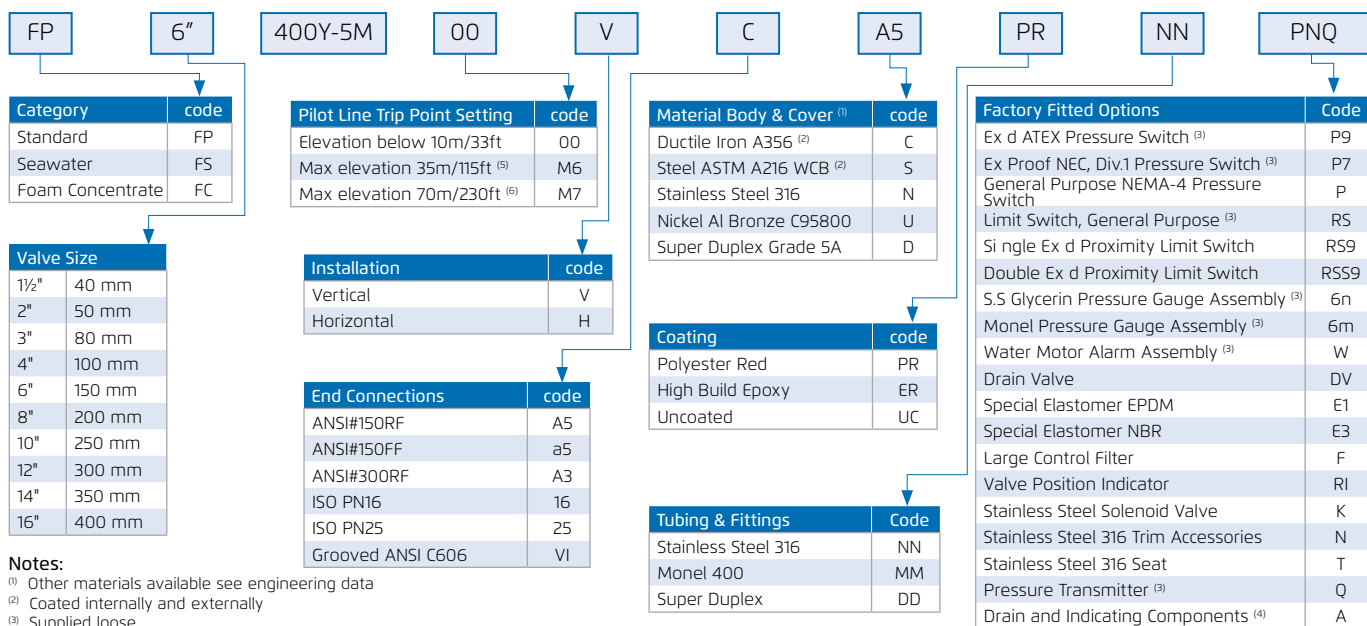 FP 6" 400Y-5M 00 V C A5 PR NN PNQ
Category code
Standard FP
Seawater FS
Foam Concentrate FC
Valve Size
1½" 40 mm
2" 50 mm
3" 80 mm
4" 100 mm
6" 150 mm
8" 200 mm
10" 250 mm
12" 300 mm
14" 350 mm
16" 400 mm
Pilot Line Trip Point Setting code
Elevation below 10m/33ft 00
Max elevation 35m/115ft (5) M6
Max elevation 70m/230ft (6) M7
Installation code
Vertical V
Horizontal H
End Connections code
ANSI#150RF A5
ANSI#150FF a5
ANSI#300RF A3
ISO PN16 16
ISO PN25 25
Grooved ANSI C606 VI
Material Body & Cover (1) code
Ductile Iron A356 (2) C
Steel ASTM A216 WCB (2) S
Stainless Steel 316 N
Nickel Al Bronze C95800 U
Super Duplex Grade 5A D
Coating code
Polyester Red PR
High Build Epoxy ER
Uncoated UC
Tubing & Fittings Code
Stainless Steel 316 NN
Monel 400 MM
Super Duplex DD
Factory Fitted Options Code
Ex d ATEX Pressure Switch (3) P9
Ex Proof NEC, Div.1 Pressure Switch (3) P7
General Purpose NEMA-4 Pressure
Switch P
Limit Switch, General Purpose (3) RS
Si ngle Ex d Proximity Limit Switch RS9
Double Ex d Proximity Limit Switch RSS9
S.S Glycerin Pressure Gauge Assembly (3) 6n
Monel Pressure Gauge Assembly (3) 6m
Water Motor Alarm Assembly (3) W
Drain Valve DV
Special Elastomer EPDM E1
Special Elastomer NBR E3
Large Control Filter F
Valve Position Indicator RI
Stainless Steel Solenoid Valve K
Stainless Steel 316 Trim Accessories N
Stainless Steel 316 Seat T
Pressure Transmitter (3) Q
Drain and Indicating Components (4) A
Notes:
(1) Other materials available see engineering data
(2) Coated internally and externally
(3) Supplied loose